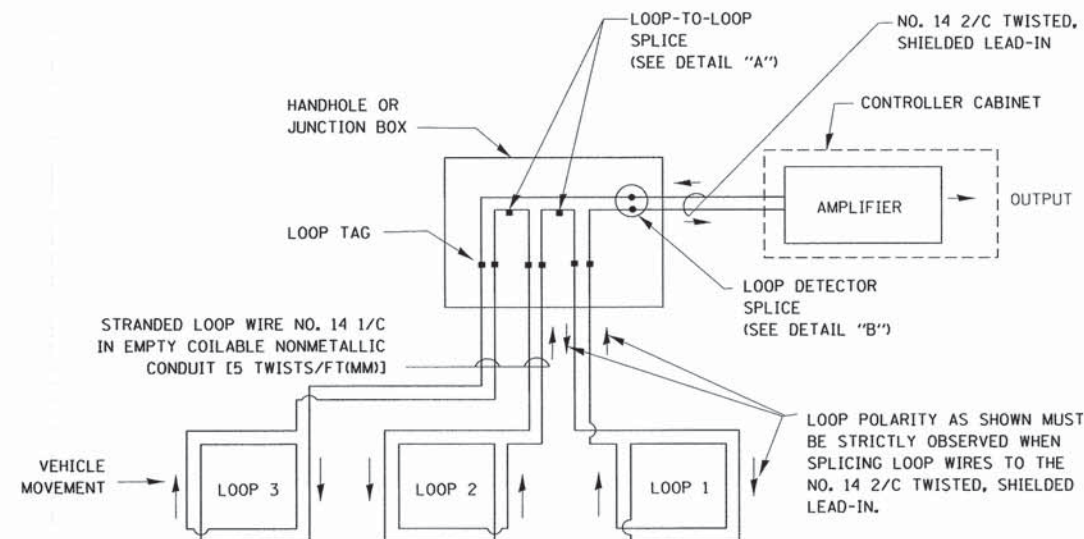 LOOP-TO-LOOP
SPLICE
(SEE DETAIL "A")
NO. 14 2/C TWISTED,
SHIELDED LEAD-IN
HANDHOLE OR
JUNCTION BOX
CONTROLLER CABINET
AMPLIFIER
OUTPUT
LOOP TAG
LOOP DETECTOR
SPLICE
(SEE DETAIL "B")
STRANDED LOOP WIRE NO. 14 1/C
IN EMPTY COILABLE NONMETALLIC
CONDUIT [5 TWISTS/FT(MM)]
LOOP POLARITY AS SHOWN MUST
BE STRICTLY OBSERVED WHEN
SPLICING LOOP WIRES TO THE
NO. 14 2/C TWISTED, SHIELDED
LEAD-IN.
VEHICLE
MOVEMENT
LOOP 3
LOOP 2
LOOP 1